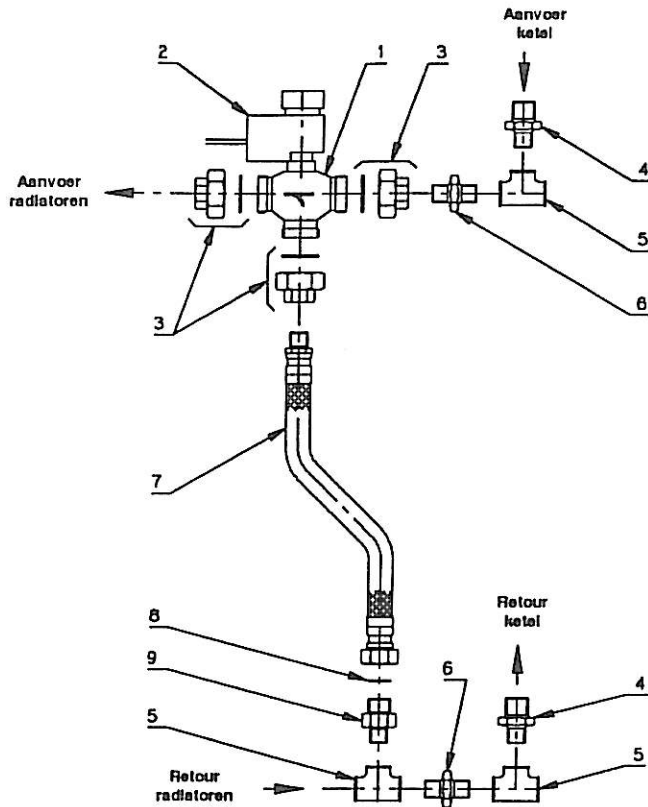 Aanvoer
ketel
2
1
3
4
Aanvoer
radiatoren
5
6
3
7
Retour
ketel
8
9
6
4
5
5
Retour
radiatoren